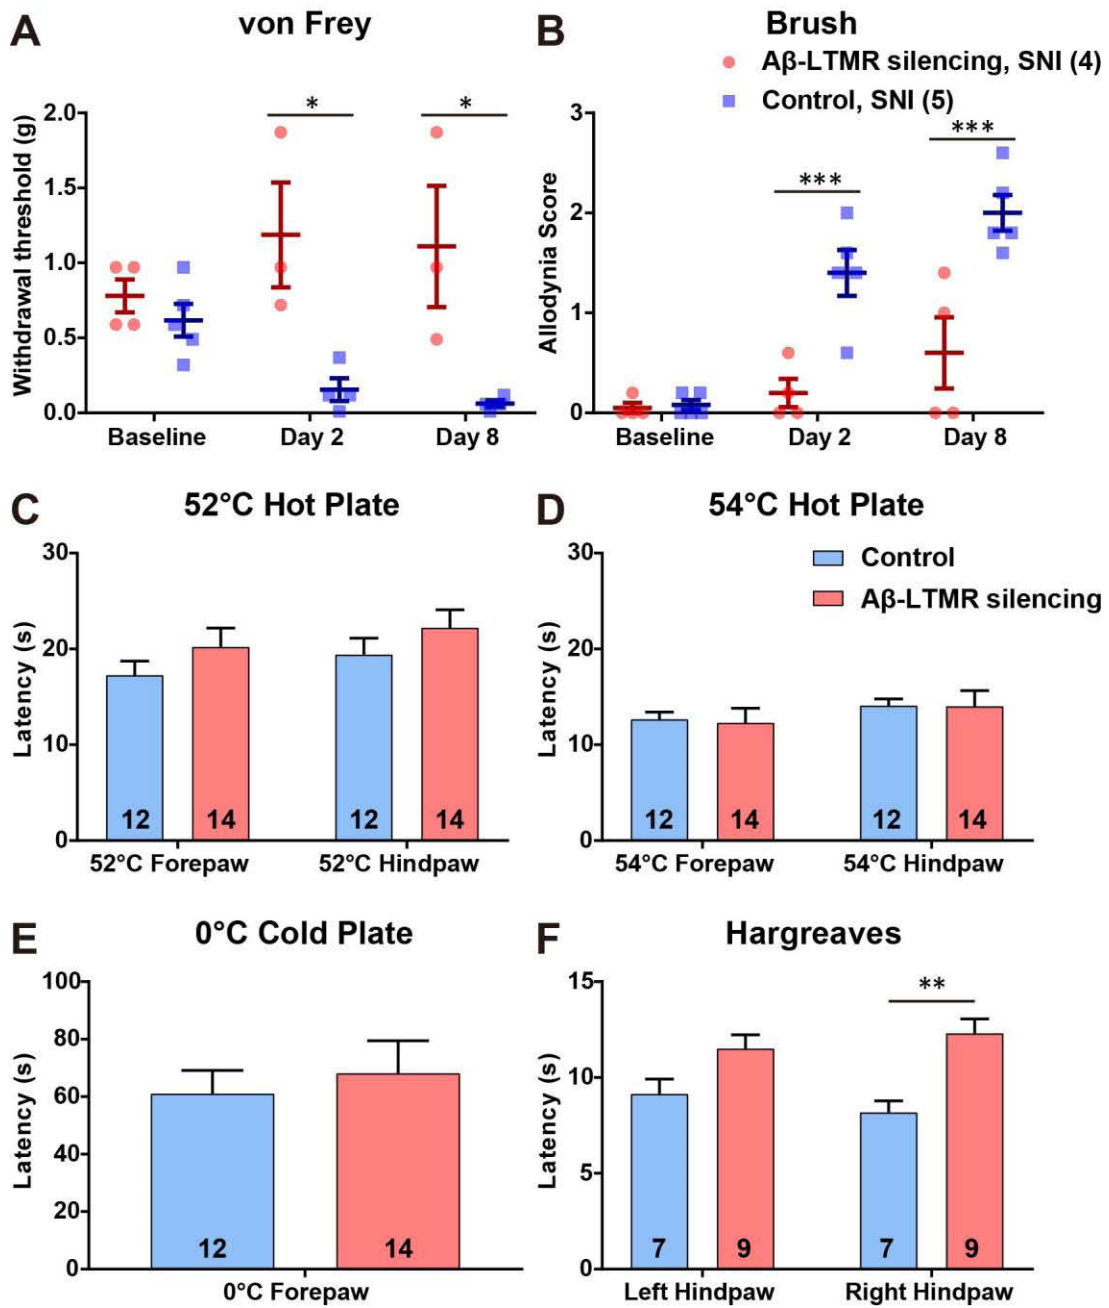 A von Frey
B Brush
Aβ-LTMR silencing, SNI (4)
Control, SNI (5)
Withdrawal threshold (g)
2.0
1.5
1.0
0.5
0.0
* *
Baseline Day 2 Day 8
Allodynia Score
3
2
1
0
*** ***
Baseline Day 2 Day 8
C 52°C Hot Plate
Latency (s)
30
20
10
0
12 14 12 14
52°C Forepaw 52°C Hindpaw
D 54°C Hot Plate
Control
Aβ-LTMR silencing
Latency (s)
30
20
10
0
12 14 12 14
54°C Forepaw 54°C Hindpaw
E 0°C Cold Plate
Latency (s)
100
80
60
40
20
0
12 14
0°C Forepaw
F Hargreaves
Latency (s)
15
10
5
0
**
7 9 7 9
Left Hindpaw Right Hindpaw